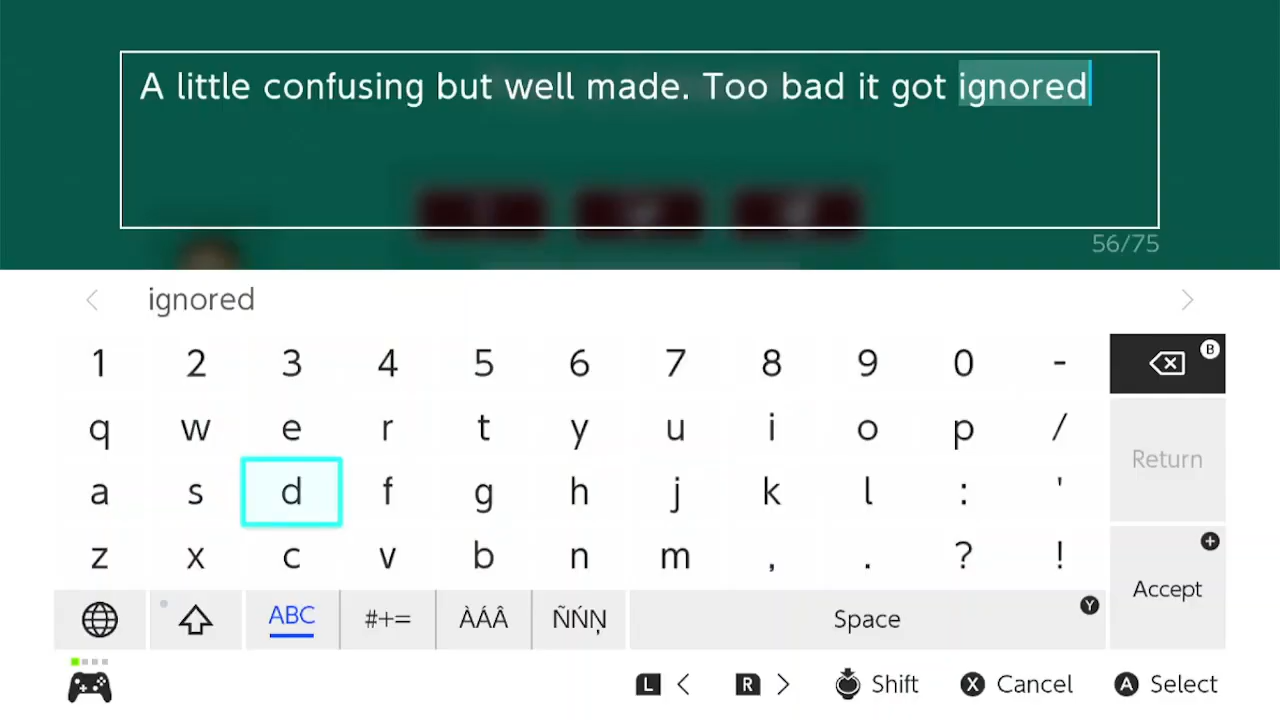 A little confusing but well made. Too bad it got ignored
56/75
ignored
1 2 3 4 5 6 7 8 9 0 -
B
q w e r t y u i o p /
Return
a s d f g h j k l : '
z x c v b n m , . ? !
+
Accept
ABC #+= ÀÁÂ ÑŃŅ Space Y
L R Shift X Cancel A Select